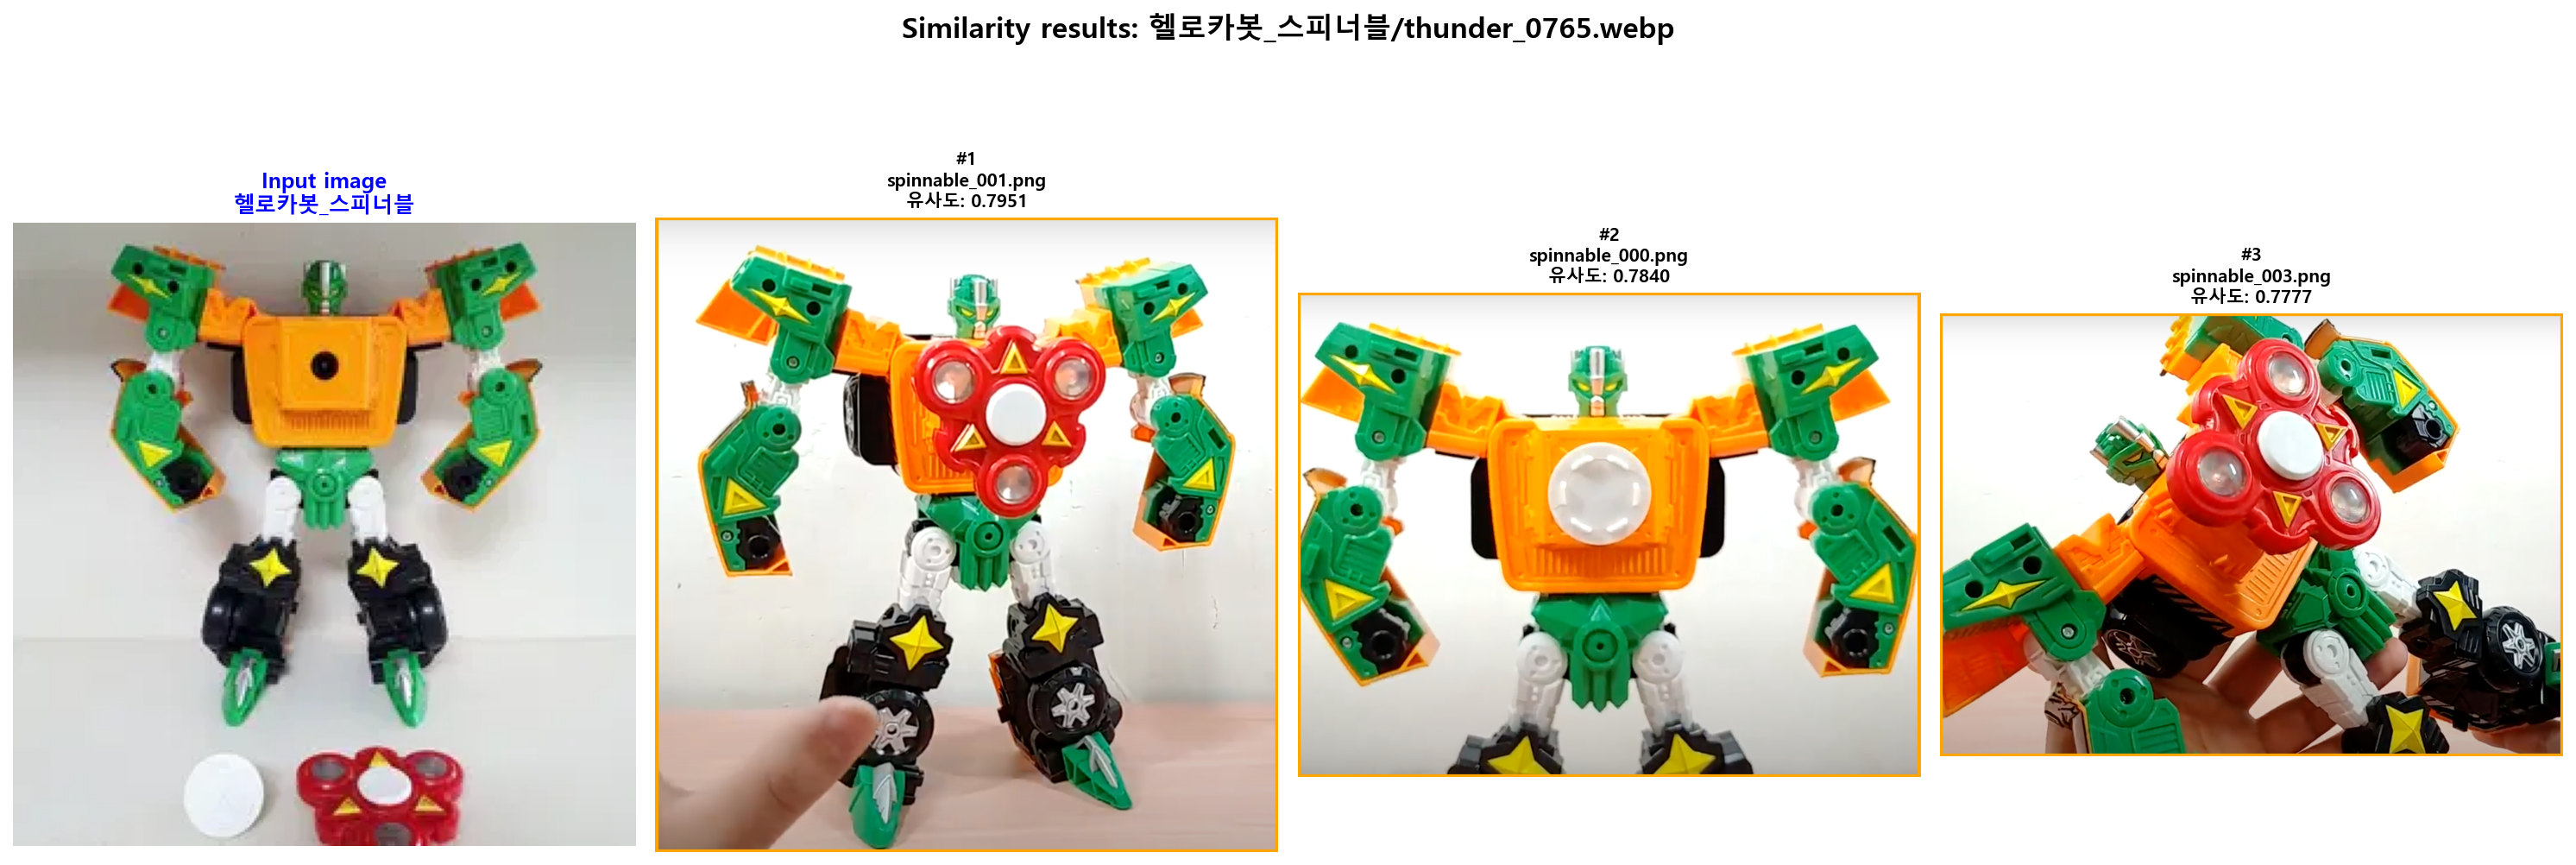 Similarity results: 헬로카봇_스피너블/thunder_0765.webp
Input image
헬로카봇_스피너블
#1
spinnable_001.png
유사도: 0.7951
#2
spinnable_000.png
유사도: 0.7840
#3
spinnable_003.png
유사도: 0.7777